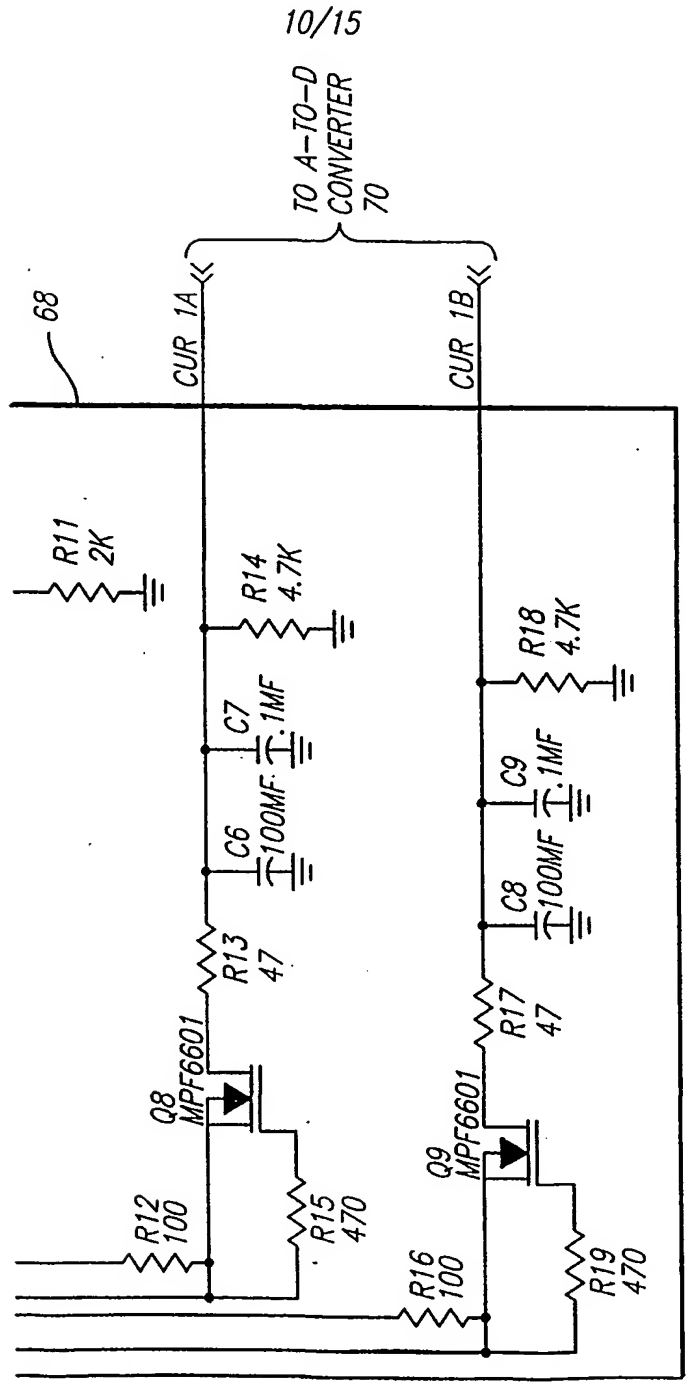 10/15
TO A-TO-D
CONVERTER
70
68
CUR 1A
CUR 1B
R11
2K
R14
4.7K
C7
.1MF
C6
100MF
R13
47
Q8
MPF6601
R12
100
R15
470
R18
4.7K
C9
.1MF
C8
100MF
R17
47
Q9
MPF6601
R16
100
R19
470